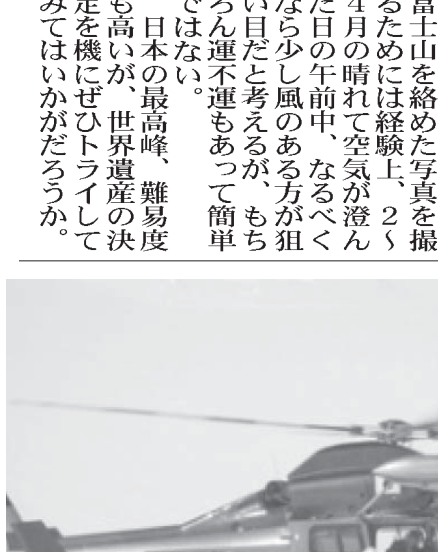 富士山を絡めた写真を撮
るためには経験上、2〜
4月の晴れて空気が澄ん
だ日の午前中、なるべく
なら少し風のある方が狙
い目だと考えるが、もち
ろん運不運もあって簡単
ではない。
日本の最高峰、難易度
も高いが、世界遺産の決
定を機にぜひトライして
みてはいかがだろうか。